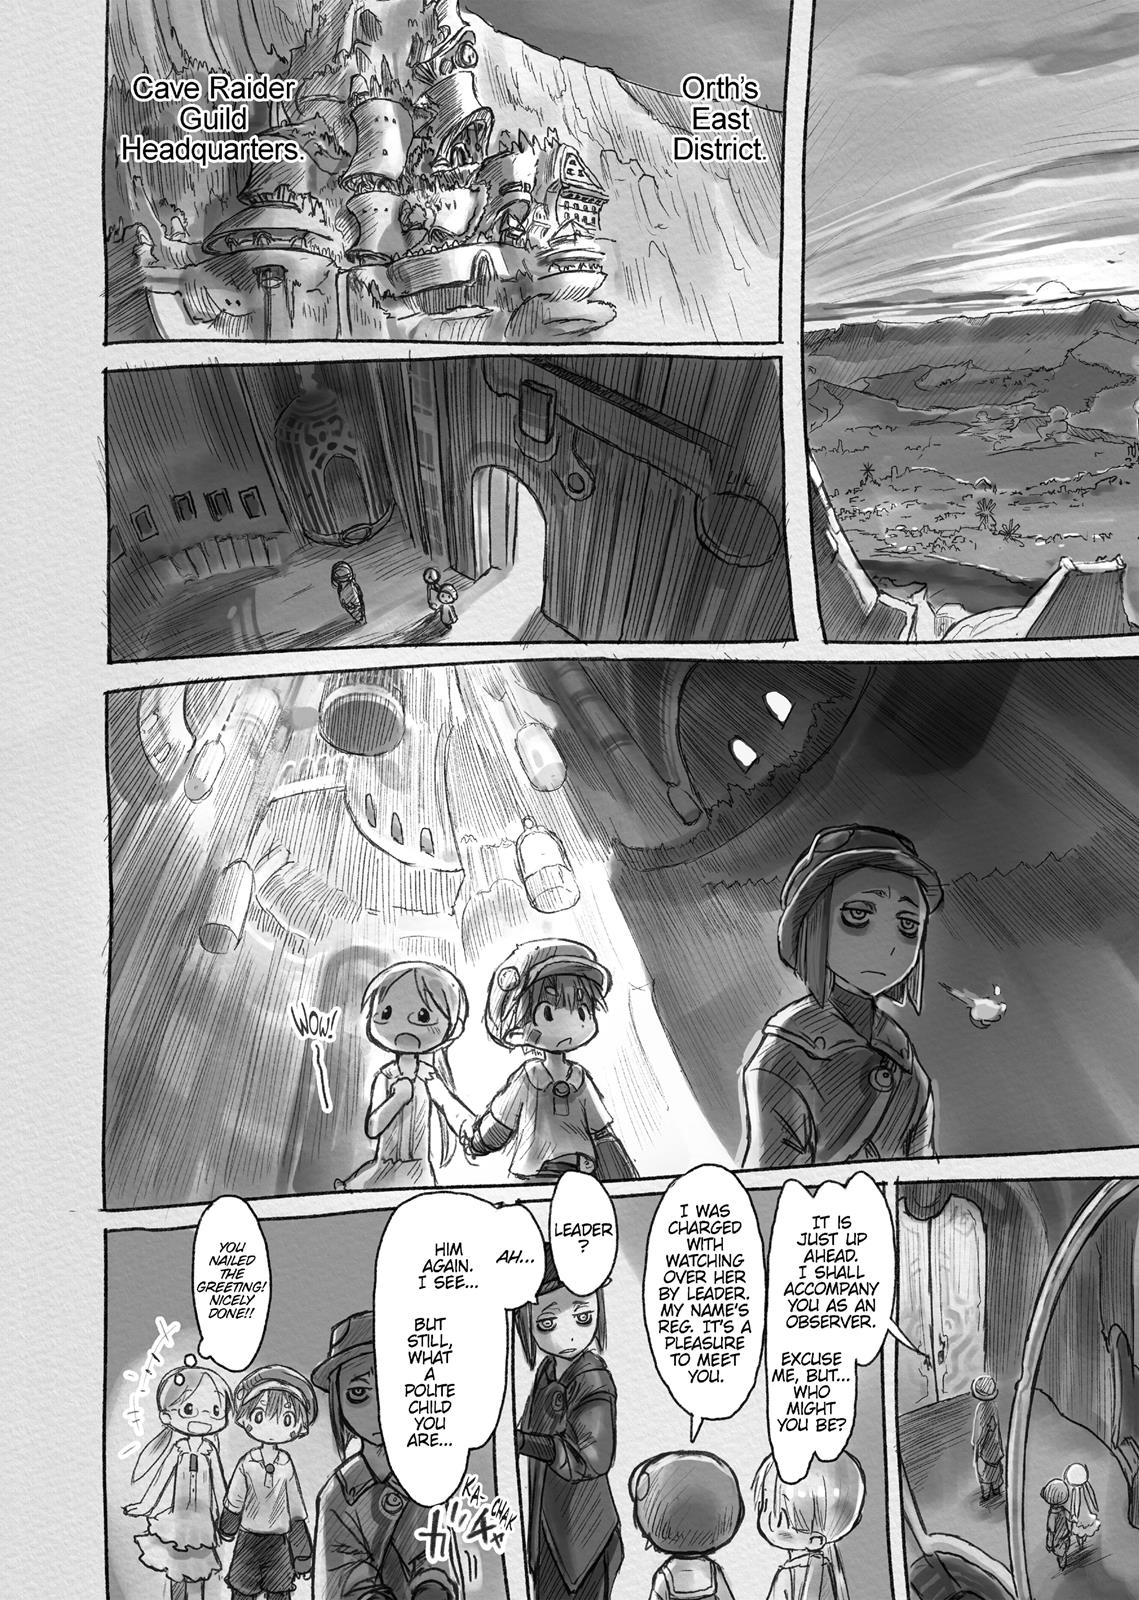 Orth's
East
District.
Cave Raider
Guild
Headquarters.
WOW!
IT IS
JUST UP
AHEAD.
I SHALL
ACCOMPANY
YOU AS AN
OBSERVER.
EXCUSE
ME, BUT...
WHO
MIGHT
YOU BE?
I WAS
CHARGED
WITH
WATCHING
OVER HER
BY LEADER.
MY NAME'S
REG. IT'S A
PLEASURE
TO MEET
YOU.
LEADER
?
AH...
HIM
AGAIN.
I SEE...
BUT
STILL,
WHAT
A
POLITE
CHILD
YOU
ARE...
KA-
CHAK
YOU
NAILED
THE
GREETING!
NICELY
DONE!!